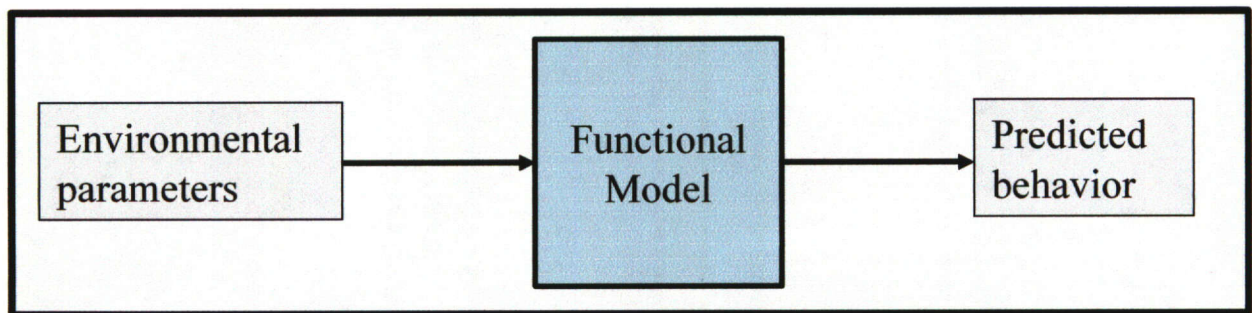 Environmental
parameters
Functional
Model
Predicted
behavior